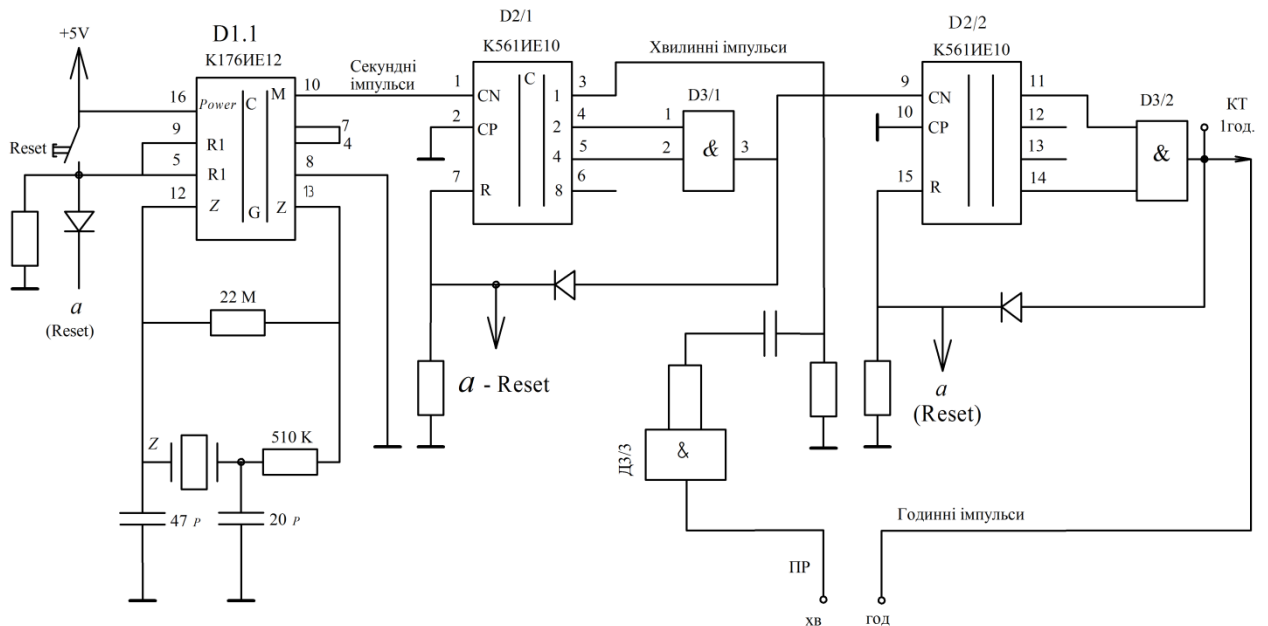 +5V
D1.1
К176ИЕ12
16
Power
C
M
10
9
R1
7
4
Reset
5
R1
8
12
Z
G
Z
13
a
(Reset)
22 M
Z
510 K
47 P
20 P
Секундні
імпульси
D2/1
К561ИЕ10
1
CN
C
1
3
2
CP
2
4
4
5
7
R
8
6
Хвилинні імпульси
D3/1
1
2
&
3
a - Reset
Д3/3
&
D2/2
К561ИЕ10
9
CN
11
10
CP
12
13
15
R
14
D3/2
&
КТ
1год.
a
(Reset)
Годинні імпульси
ПР
хв
год